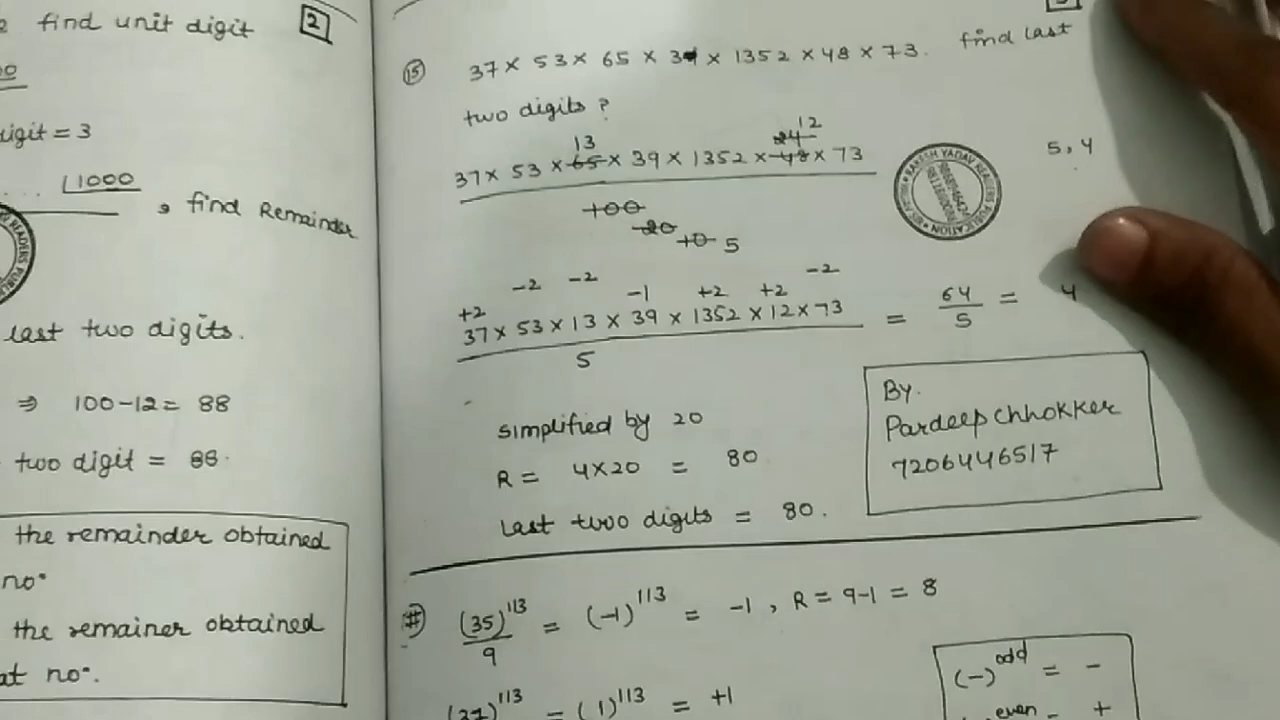 find unit digit 2
digit = 3
1000
, find Remainder
last two digits.
⇒ 100-12 = 88
two digit = 88.
the remainder obtained
no.
the remainer obtained
at no.
15 37 × 53 × 65 × 39 × 1352 × 48 × 73. find last
two digits ?
13 24 12
37 × 53 × 65 × 39 × 1352 × 48 × 73
100
20 10 5
5, 4
+2 -2 -2 -1 +2 +2 -2
37 × 53 × 13 × 39 × 1352 × 12 × 73 = 64/5 = 4
5
simplified by 20
R = 4×20 = 80
last two digits = 80.
By.
Pardeep Chhokker
7206446517
# (35)^113/9 = (-1)^113 = -1, R = 9-1 = 8
(-)^odd = -
= (1)^113 = +1
even - +